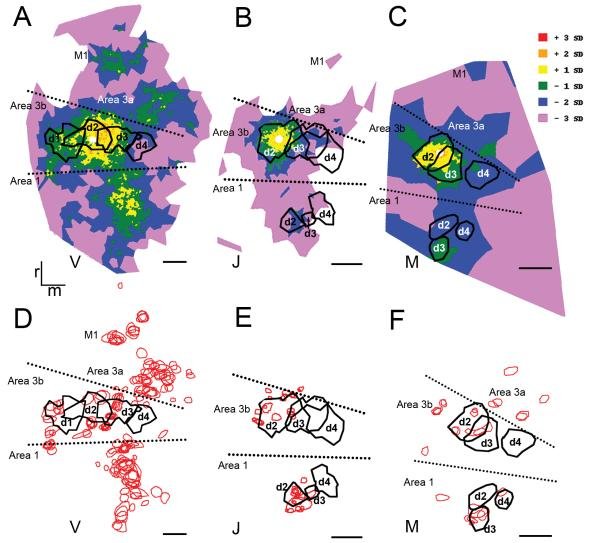 A
M1
Area 3b
Area 3a
d1
d2
d3
d4
Area 1
V
r
m
B
M1
Area 3a
Area 3b
d2
d3
d4
Area 1
d2
d3
d4
J
C
M1
Area 3a
Area 3b
d2
d3
d4
Area 1
d2
d4
d3
M
+ 3 SD
+ 2 SD
+ 1 SD
- 1 SD
- 2 SD
- 3 SD
D
M1
Area 3a
Area 3b
d1
d2
d3
d4
Area 1
V
E
Area 3a
Area 3b
d2
d3
d4
Area 1
d4
d2
d3
J
F
Area 3a
Area 3b
d2
d3
d4
Area 1
d2
d4
d3
M